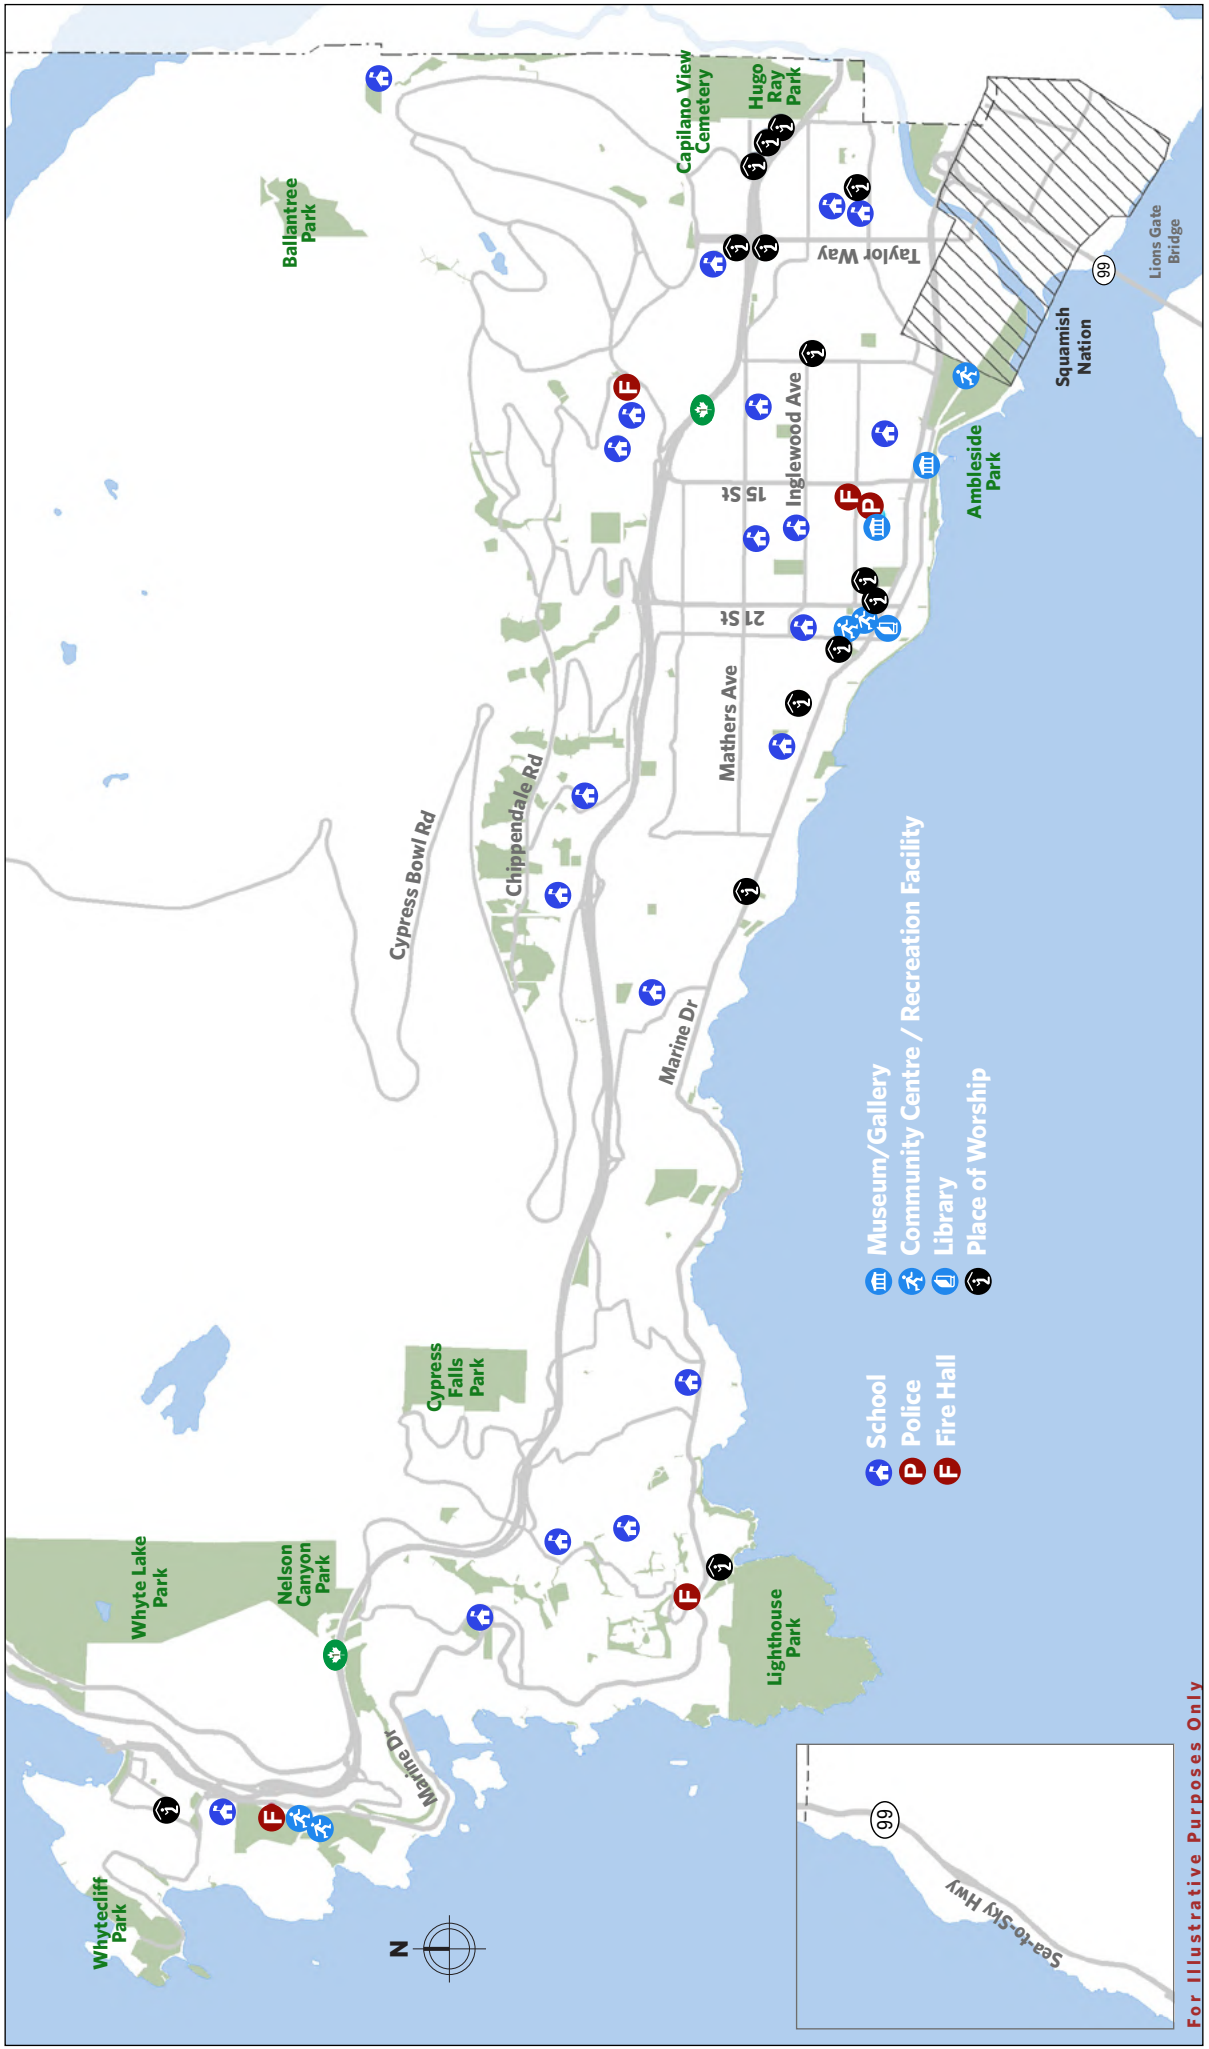 Whytecliff
Park
Whyte Lake
Park
Nelson
Canyon
Park
Marine Dr
Cypress
Falls
Park
Lighthouse
Park
Cypress Bowl Rd
Chippendale Rd
Marine Dr
Mathers Ave
21 St
15 St
Inglewood Ave
Taylor Way
Ballantree
Park
Capilano View
Cemetery
Hugo
Ray
Park
Ambleside
Park
Squamish
Nation
99
Lions Gate
Bridge
F
F
F
F
P
N
School
P Police
F Fire Hall
Museum/Gallery
Community Centre / Recreation Facility
Library
Place of Worship
99
Sea-to-Sky Hwy
For Illustrative Purposes Only